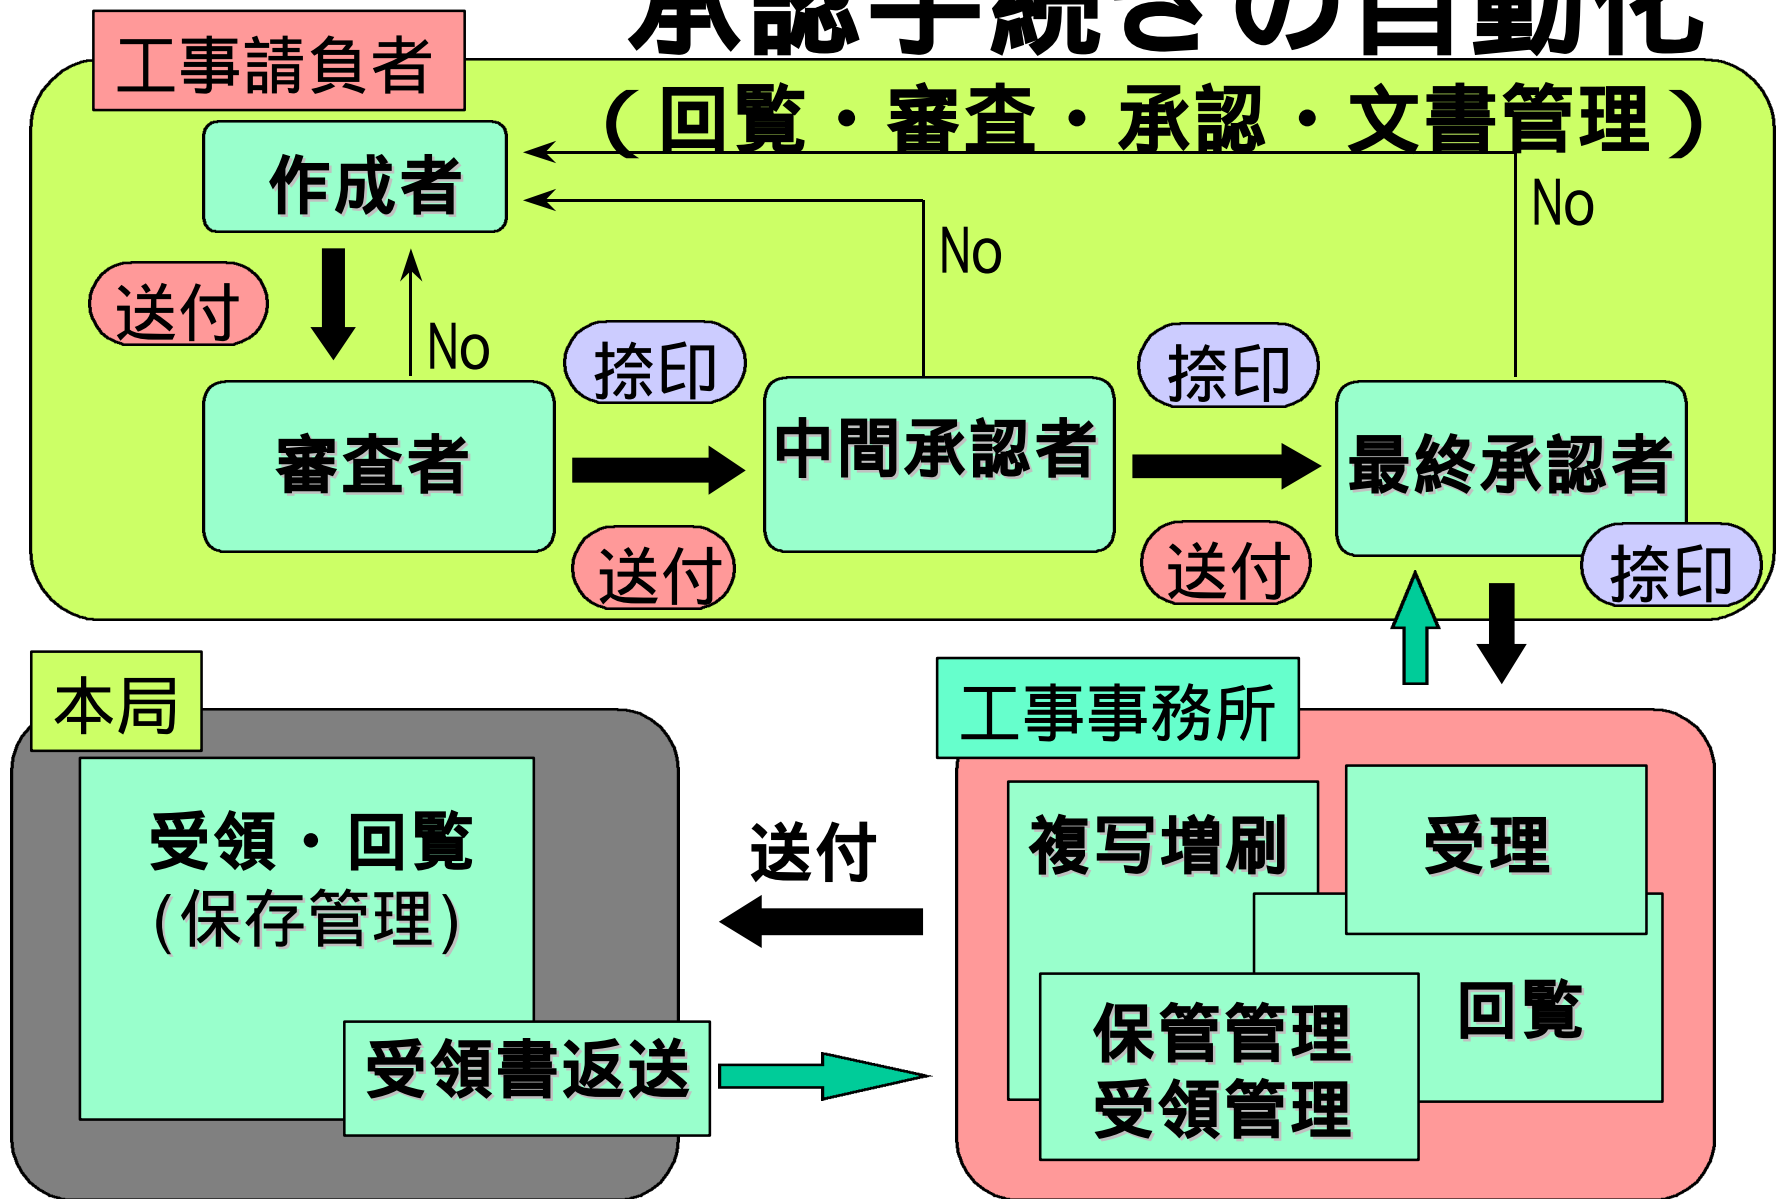 承認手続きの自動化
(回覧・審査・承認・文書管理)
工事請負者
作成者
送付
No
No
No
審査者
捺印
送付
中間承認者
捺印
送付
最終承認者
捺印
本局
受領・回覧
(保存管理)
受領書返送
送付
工事事務所
複写増刷
受理
回覧
保管管理
受領管理